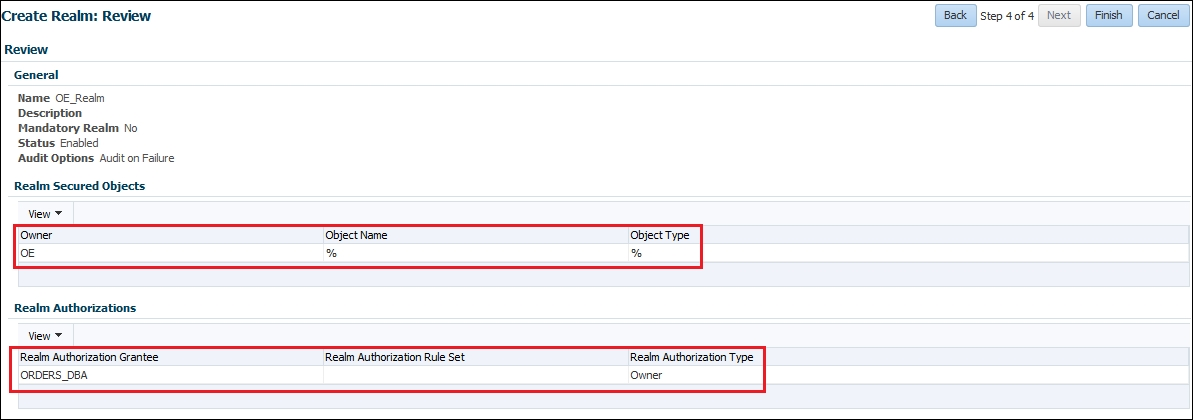 Create Realm: Review
Back Step 4 of 4 Next Finish Cancel
Review
General
Name OE_Realm
Description
Mandatory Realm No
Status Enabled
Audit Options Audit on Failure
Realm Secured Objects
View
Owner Object Name Object Type
OE % %
Realm Authorizations
View
Realm Authorization Grantee Realm Authorization Rule Set Realm Authorization Type
ORDERS_DBA Owner